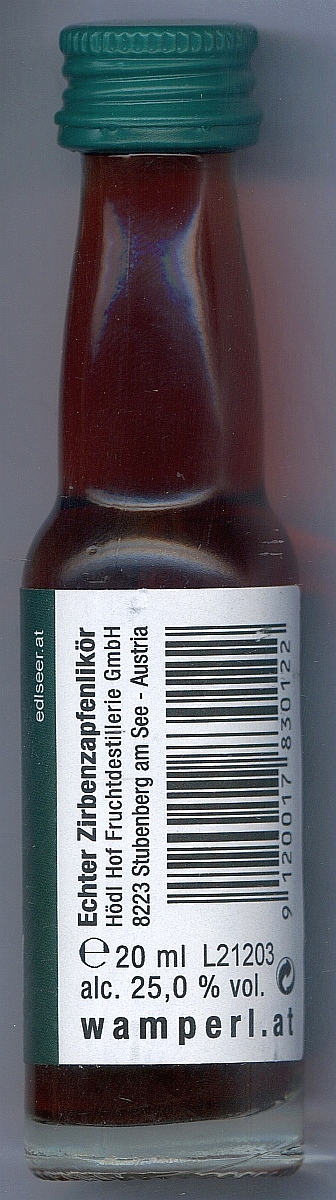 edlseer.at
Echter Zirbenzapfenlikör
Hödl Hof Fruchtdestillerie GmbH
8223 Stubenberg am See - Austria
9 120017 830122
e 20 ml L21203
alc. 25,0 % vol.
wamperl.at